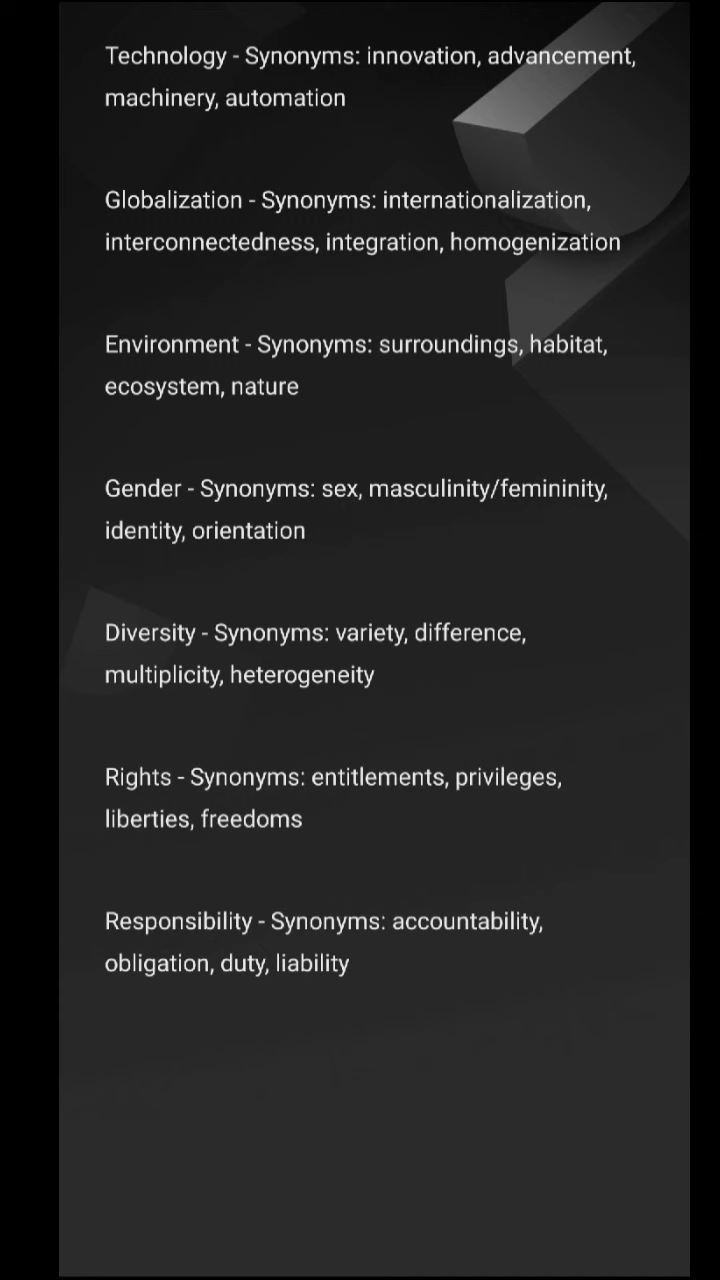 Technology - Synonyms: innovation, advancement,
machinery, automation
Globalization - Synonyms: internationalization,
interconnectedness, integration, homogenization
Environment - Synonyms: surroundings, habitat,
ecosystem, nature
Gender - Synonyms: sex, masculinity/femininity,
identity, orientation
Diversity - Synonyms: variety, difference,
multiplicity, heterogeneity
Rights - Synonyms: entitlements, privileges,
liberties, freedoms
Responsibility - Synonyms: accountability,
obligation, duty, liability